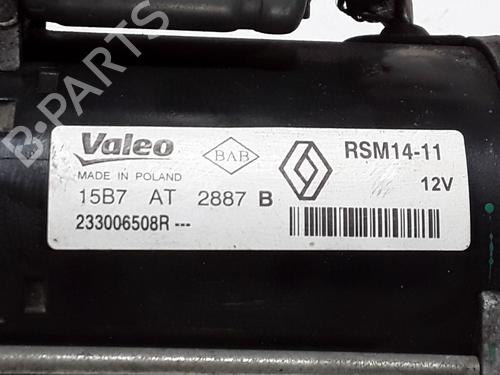 Valeo
BAB
RSM14-11
MADE IN POLAND
12V
15B7 AT 2887 B
233006508R ---
B-PARTS